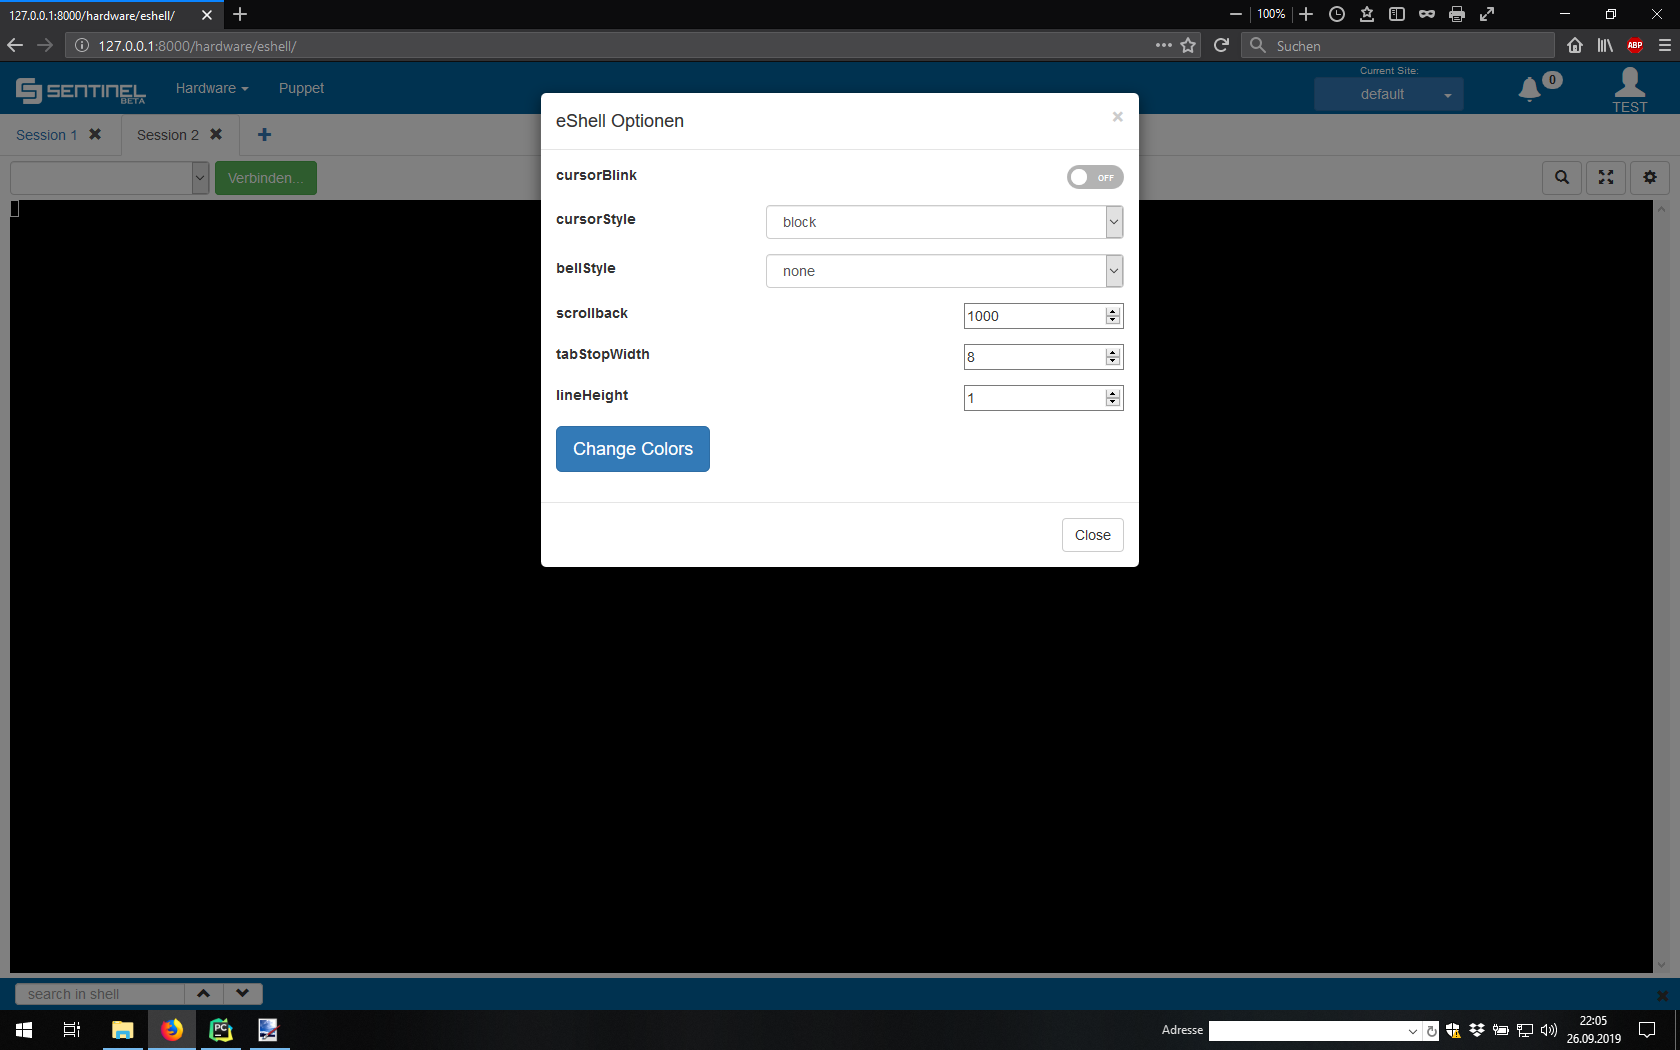 127.0.0.1:8000/hardware/eshell/
100%
127.0.0.1:8000/hardware/eshell/
Suchen
ABP
SENTINEL
BETA
Hardware
Puppet
Current Site:
default
0
TEST
Session 1
Session 2
Verbinden...
eShell Optionen
cursorBlink
OFF
cursorStyle
block
bellStyle
none
scrollback
1000
tabStopWidth
8
lineHeight
1
Change Colors
Close
search in shell
PC
Adresse
22:05
26.09.2019